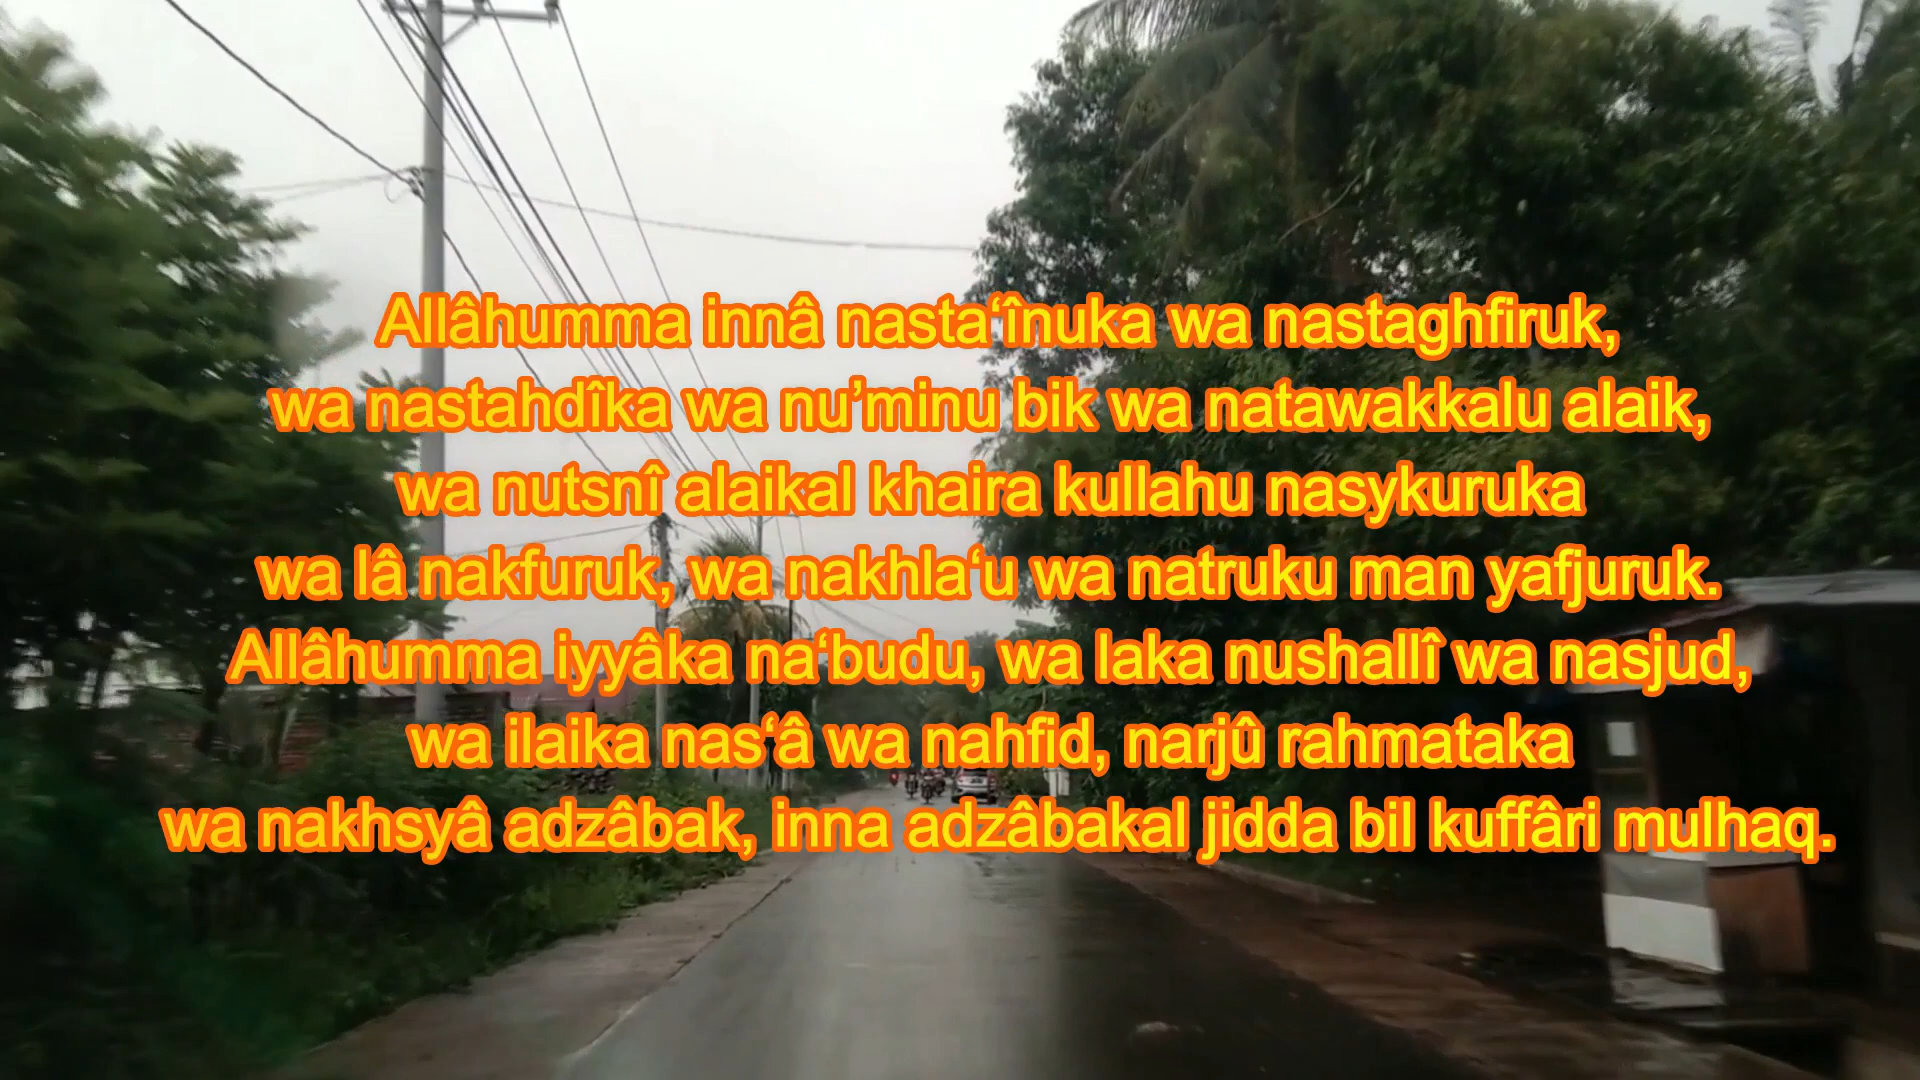 Allâhumma innâ nasta‘înuka wa nastaghfiruk,
wa nastahdîka wa nu’minu bik wa natawakkalu alaik,
wa nutsnî alaikal khaira kullahu nasykuruka
wa lâ nakfuruk, wa nakhla‘u wa natruku man yafjuruk.
Allâhumma iyyâka na‘budu, wa laka nushallî wa nasjud,
wa ilaika nas‘â wa nahfid, narjû rahmataka
wa nakhsyâ adzâbak, inna adzâbakal jidda bil kuffâri mulhaq.